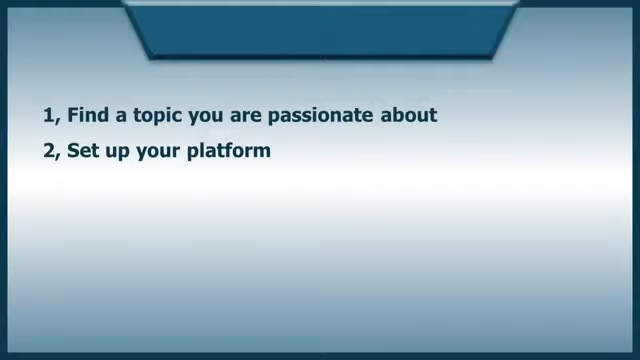 1, Find a topic you are passionate about
2, Set up your platform